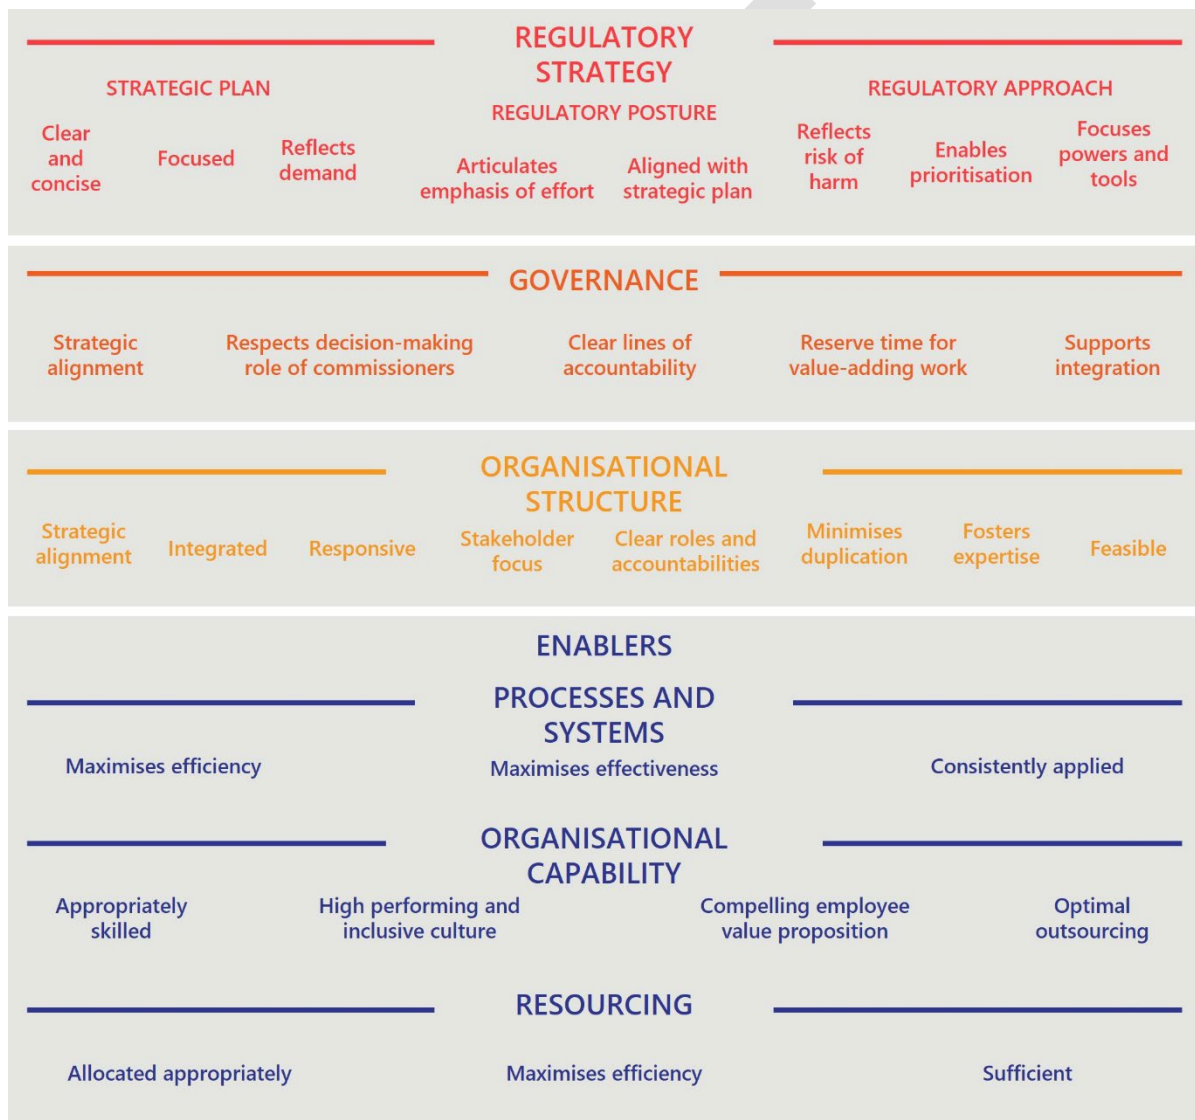 REGULATORY
STRATEGY
STRATEGIC PLAN
Clear
and
concise
Focused
Reflects
demand
REGULATORY POSTURE
Articulates
emphasis of effort
Aligned with
strategic plan
REGULATORY APPROACH
Reflects
risk of
harm
Enables
prioritisation
Focuses
powers and
tools
GOVERNANCE
Strategic
alignment
Respects decision-making
role of commissioners
Clear lines of
accountability
Reserve time for
value-adding work
Supports
integration
ORGANISATIONAL
STRUCTURE
Strategic
alignment
Integrated
Responsive
Stakeholder
focus
Clear roles and
accountabilities
Minimises
duplication
Fosters
expertise
Feasible
ENABLERS
PROCESSES AND
SYSTEMS
Maximises efficiency
Maximises effectiveness
Consistently applied
ORGANISATIONAL
CAPABILITY
Appropriately
skilled
High performing and
inclusive culture
Compelling employee
value proposition
Optimal
outsourcing
RESOURCING
Allocated appropriately
Maximises efficiency
Sufficient